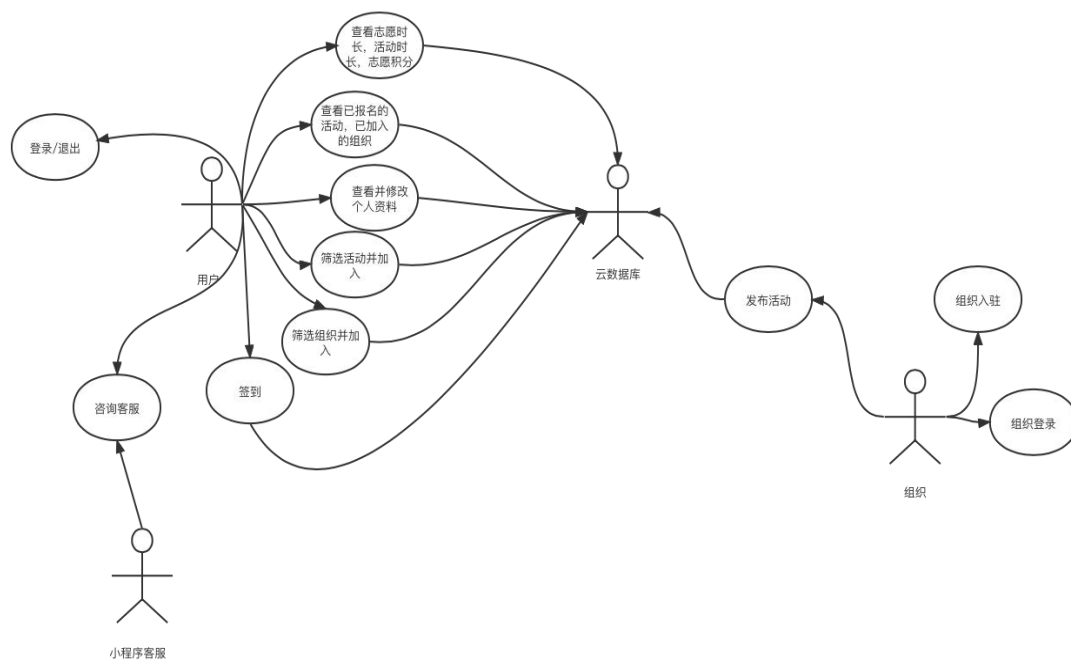 查看志愿时
长，活动时
长，志愿积分
查看已报名的
活动，已加入
的组织
登录/退出
查看并修改
个人资料
筛选活动并加
入
用户
云数据库
发布活动
组织入驻
筛选组织并加
入
签到
咨询客服
组织登录
组织
小程序客服